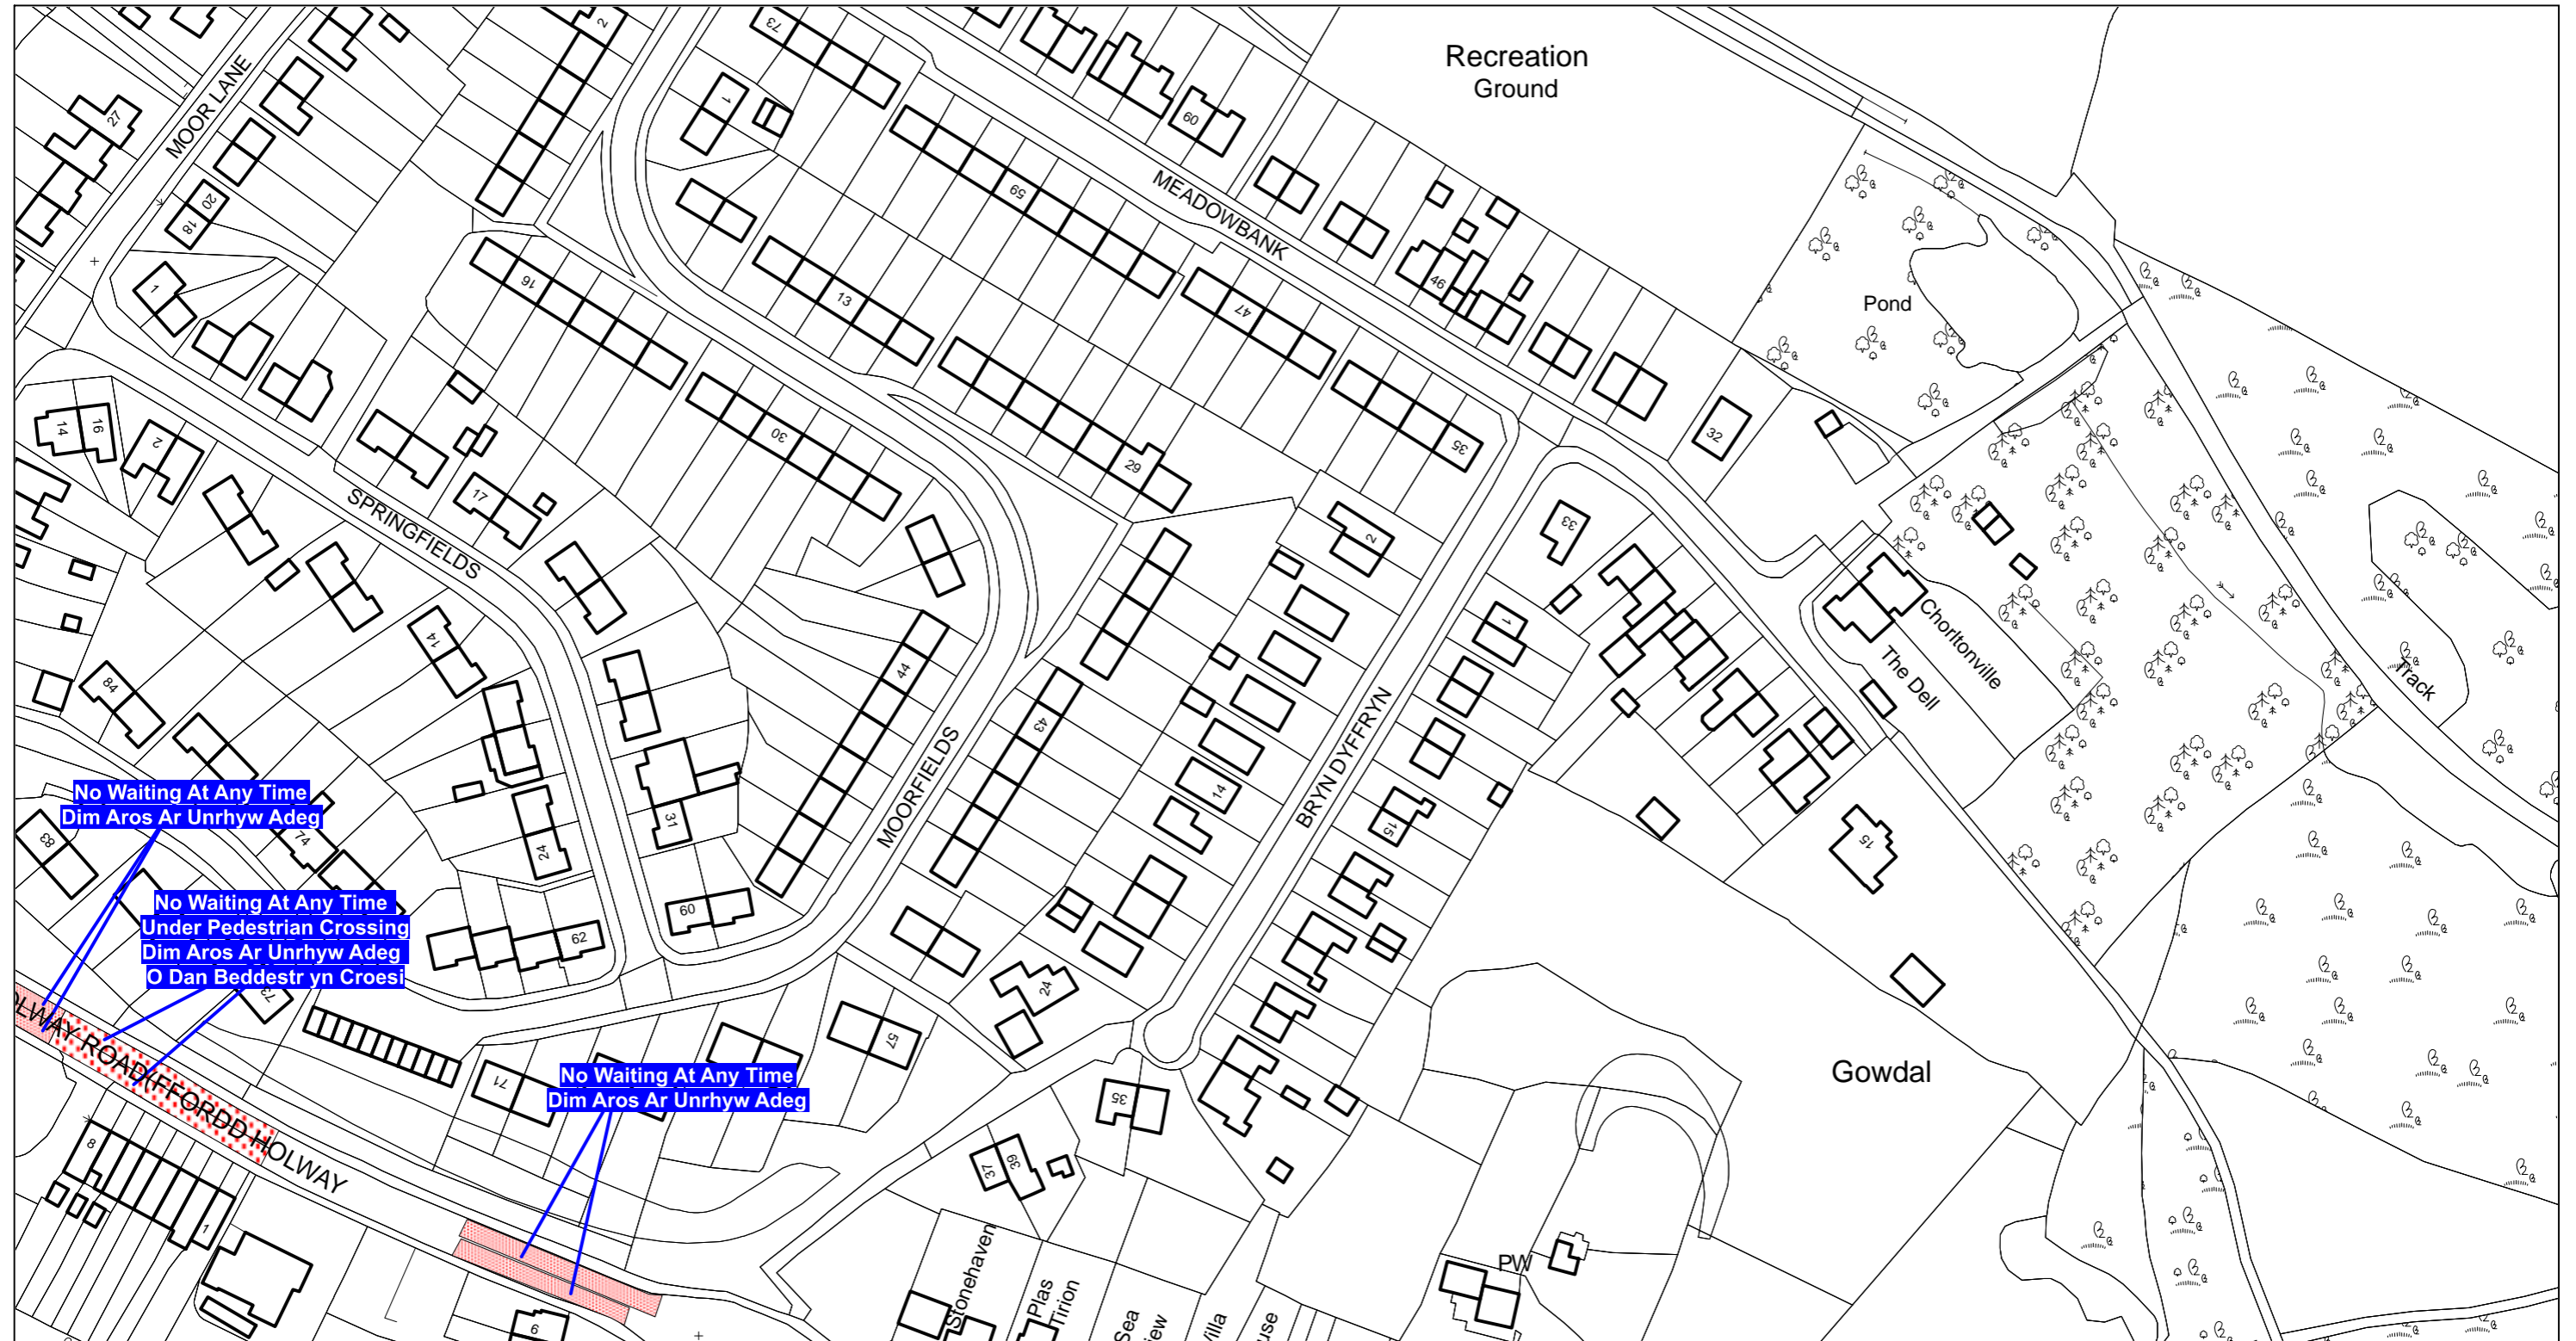 Recreation
Ground
MOOR LANE
MEADOWBANK
Pond
SPRINGFIELDS
Chorltonville
The Dell
Track
BRYN DYFFRYN
MOORFIELDS
Gowdal
No Waiting At Any Time
Dim Aros Ar Unrhyw Adeg
No Waiting At Any Time
Under Pedestrian Crossing
Dim Aros Ar Unrhyw Adeg
O Dan Beddestr yn Croesi
No Waiting At Any Time
Dim Aros Ar Unrhyw Adeg
OLWAY ROAD/FFORDD HOLWAY
Stonehaven
Plas
Tirion
Sea
PW
2
73
1
27
60
59
20
18
1
16
13
46
47
14
16
2
30
35
32
17
29
33
2
1
14
84
44
43
14
15
83
74
31
24
15
60
62
24
73
57
71
35
37
39
8
1
6